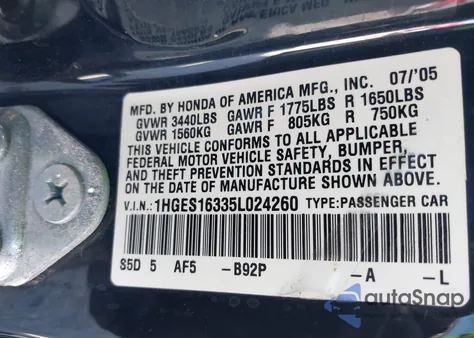 MFD. BY HONDA OF AMERICA MFG., INC. 07/'05
GVWR 3440LBS GAWR F 1775LBS R 1650LBS
GVWR 1560KG GAWR F 805KG R 750KG
THIS VEHICLE CONFORMS TO ALL APPLICABLE
FEDERAL MOTOR VEHICLE SAFETY, BUMPER,
AND THEFT PREVENTION STANDARDS IN EFFECT
ON THE DATE OF MANUFACTURE SHOWN ABOVE.
V.I.N.: 1HGES16335L024260 TYPE: PASSENGER CAR
S5D 5 AF5 -B92P -A -L
autoSnap